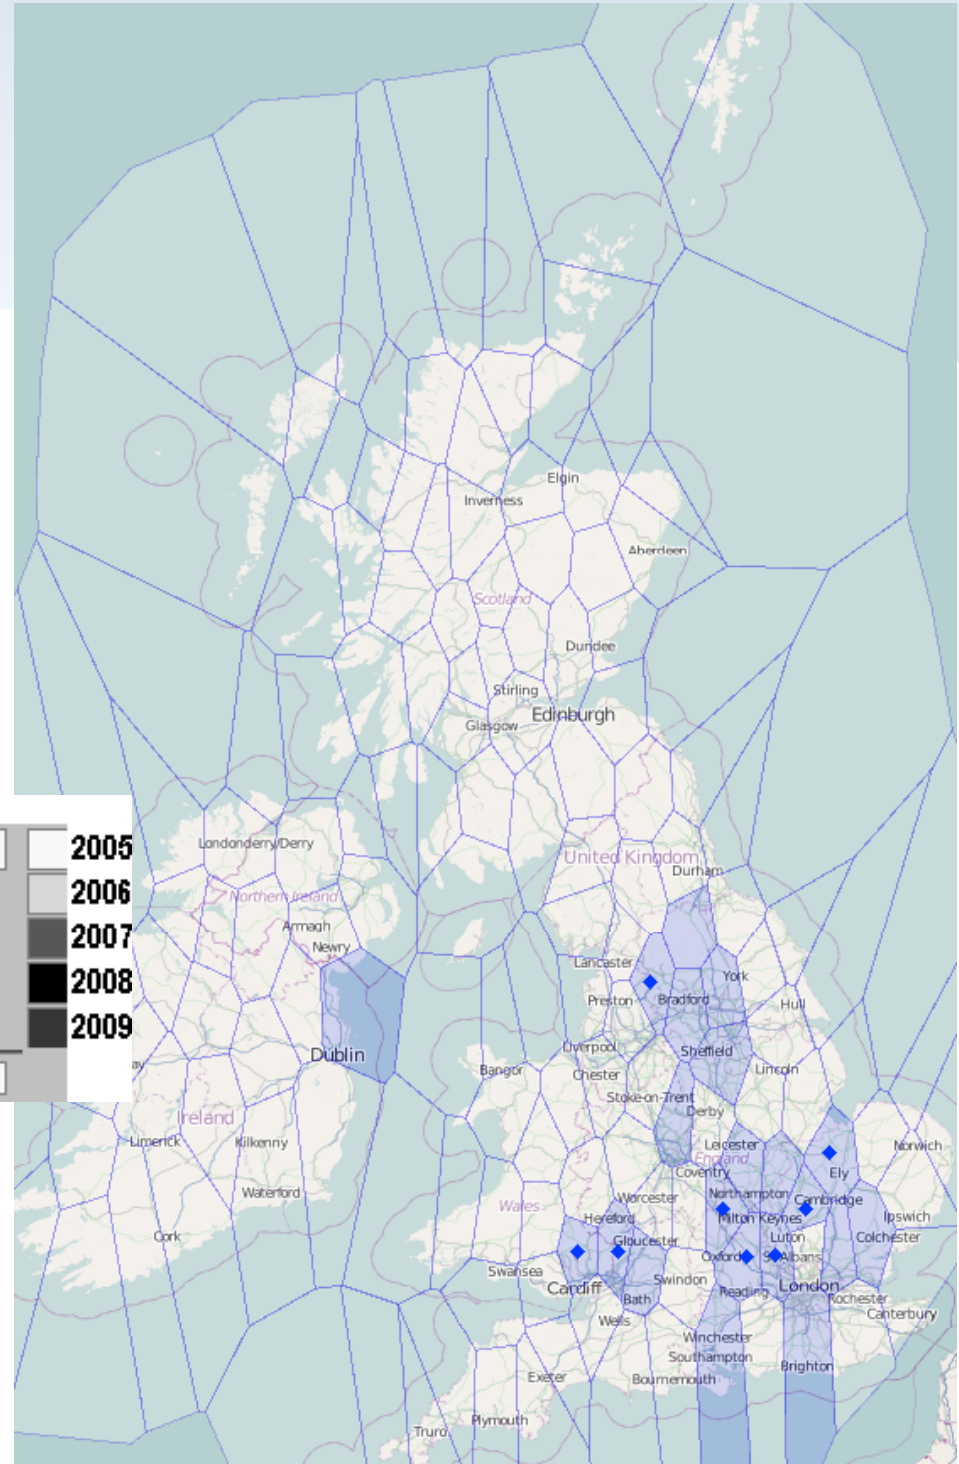 Elgin
Inverness
Aberdeen
Scotland
Dundee
Stirling
Edinburgh
Glasgow
2005
2006
2007
2008
2009
Londonderry/Derry
United Kingdom
Durham
Northern Ireland
Armagh
Newry
Lancaster
York
Preston
Bradford
Hull
Liverpool
Sheffield
Dublin
Bangor
Chester
Lincoln
Stoke-on-Trent
Derby
Ireland
Limerick
Kilkenny
Leicester
Norwich
England
Coventry
Ely
Waterford
Wales
Worcester
Northampton
Cambridge
Hereford
Milton Keynes
Ipswich
Cork
Gloucester
Luton
Colchester
Oxford
St Albans
Swansea
Swindon
Cardiff
London
Bath
Reading
Rochester
Canterbury
Wells
Winchester
Southampton
Brighton
Exeter
Bournemouth
Plymouth
Truro